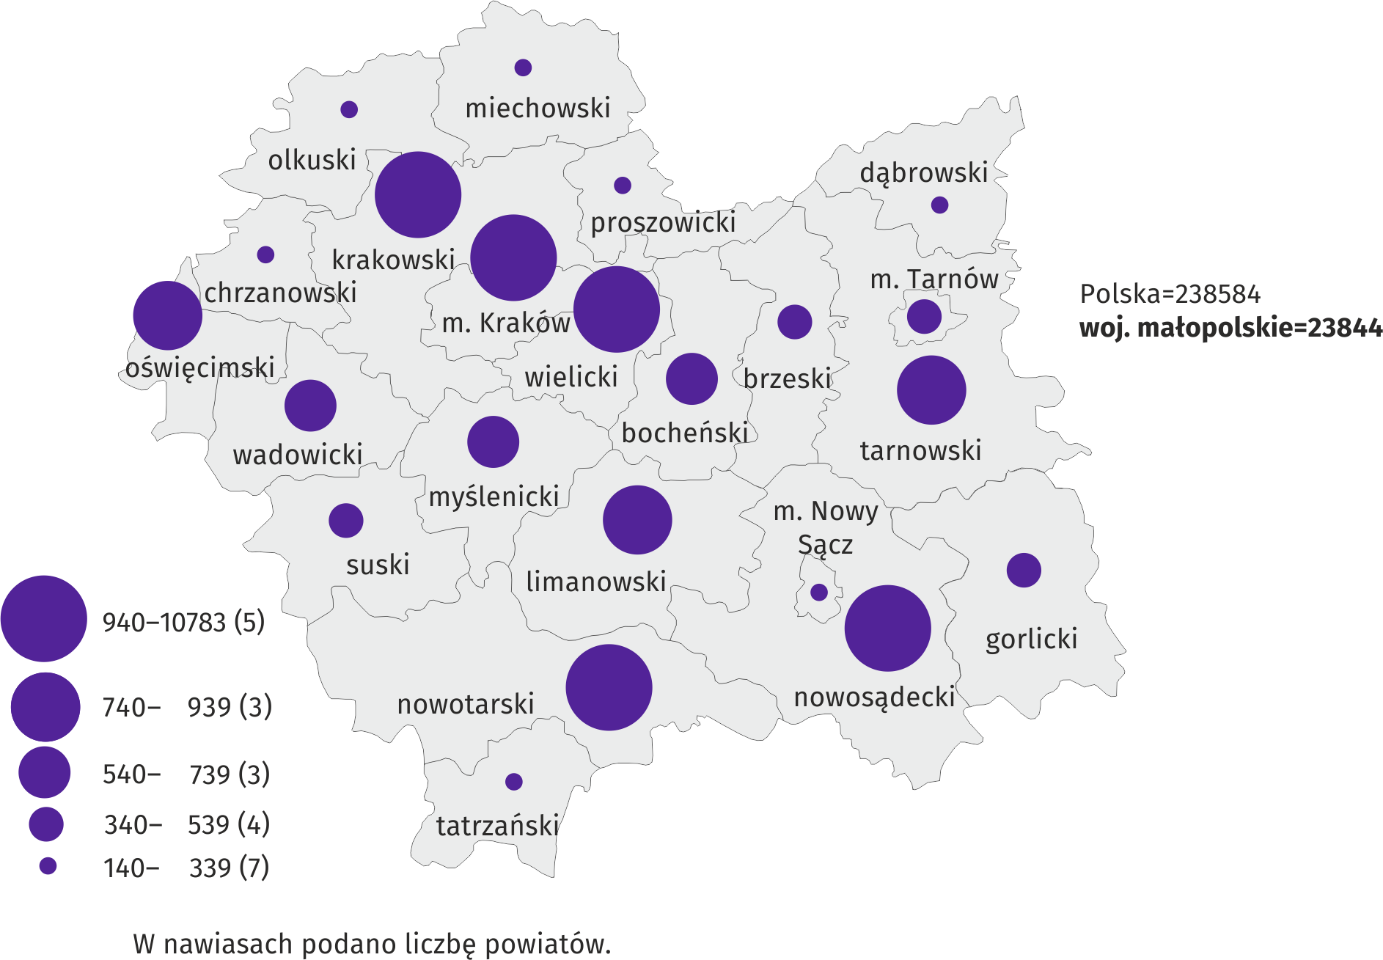 miechowski
olkuski
dąbrowski
proszowicki
krakowski
m. Tarnów
chrzanowski
Polska=238584
woj. małopolskie=23844
m. Kraków
oświęcimski
wielicki
brzeski
bocheński
tarnowski
wadowicki
myślenicki
m. Nowy
Sącz
suski
limanowski
940–10783 (5)
gorlicki
nowosądecki
nowotarski
740– 939 (3)
540– 739 (3)
340– 539 (4)
tatrzański
140– 339 (7)
W nawiasach podano liczbę powiatów.